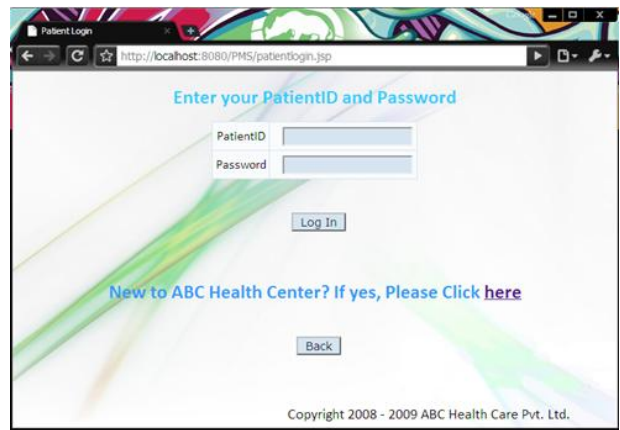 Patient Login
http://localhost:8080/PMS/patientlogin.jsp
Enter your PatientID and Password
PatientID
Password
Log In
New to ABC Health Center? If yes, Please Click here
Back
Copyright 2008 - 2009 ABC Health Care Pvt. Ltd.